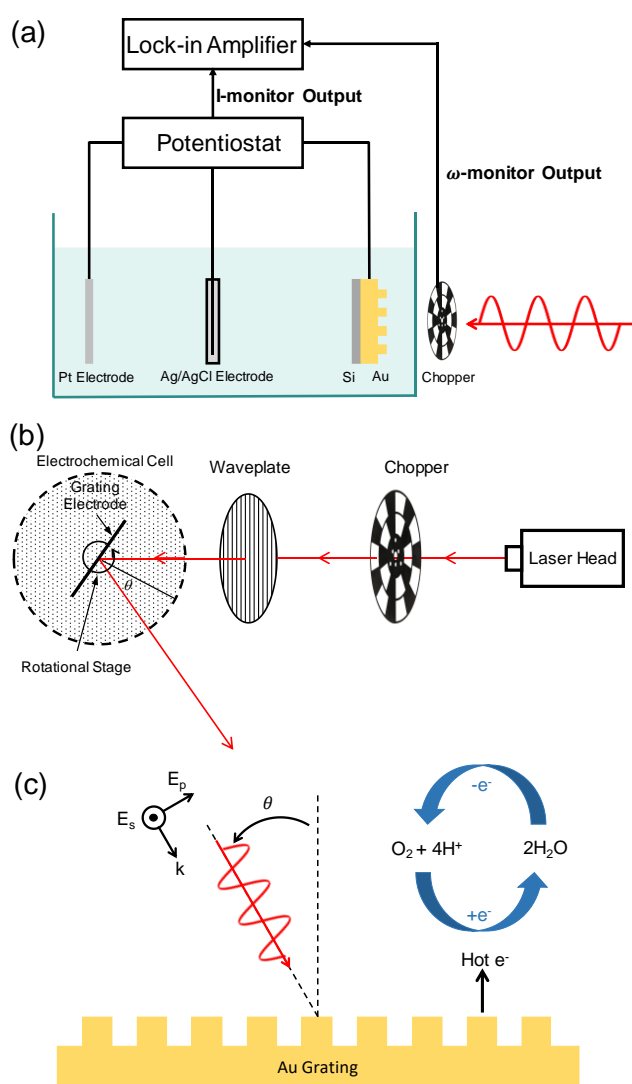 (a)
Lock-in Amplifier
I-monitor Output
Potentiostat
ω-monitor Output
Pt Electrode
Ag/AgCl Electrode
Si
Au
Chopper
(b)
Electrochemical Cell
Grating
Electrode
Waveplate
Chopper
Laser Head
θ
Rotational Stage
(c)
Eₚ
Eₛ
k
θ
-e⁻
O₂ + 4H⁺
2H₂O
+e⁻
Hot e⁻
Au Grating